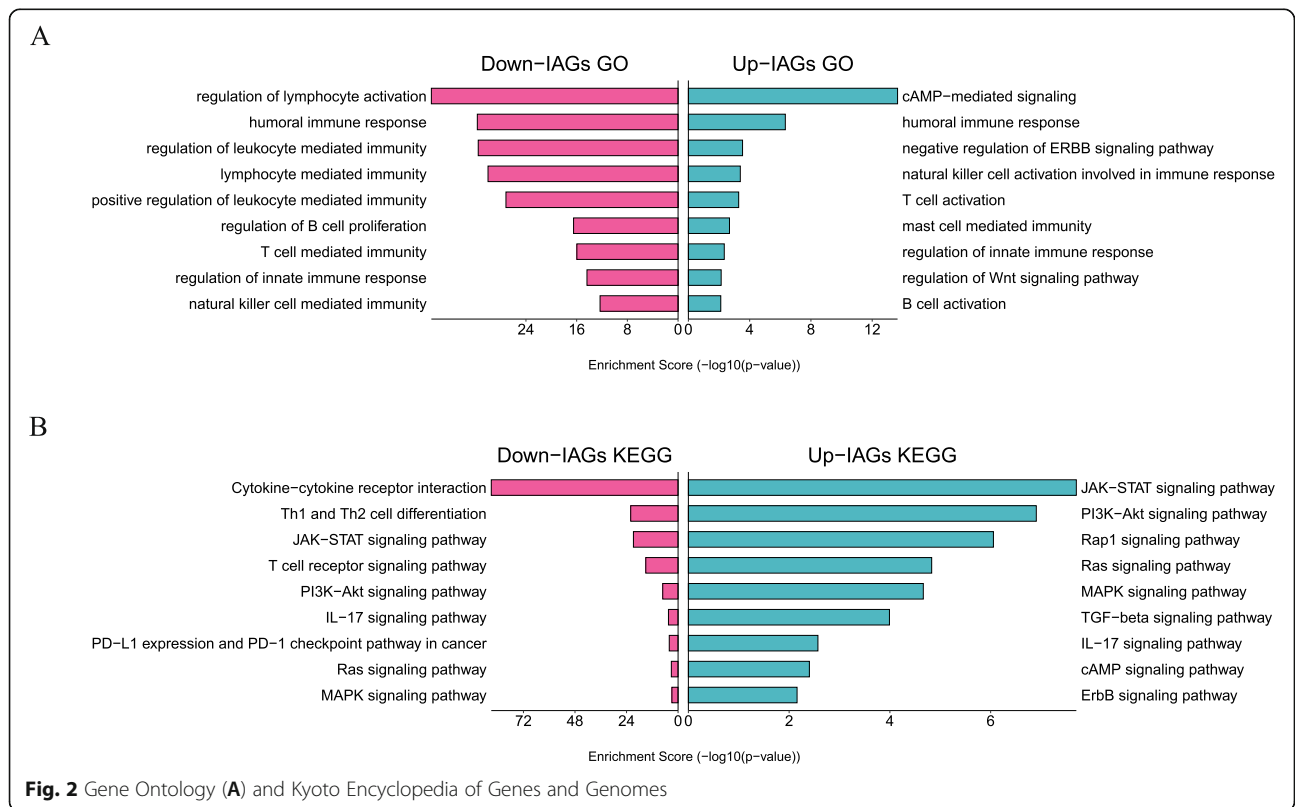 A
Down−IAGs GO
Up−IAGs GO
regulation of lymphocyte activation
cAMP−mediated signaling
humoral immune response
humoral immune response
regulation of leukocyte mediated immunity
negative regulation of ERBB signaling pathway
lymphocyte mediated immunity
natural killer cell activation involved in immune response
positive regulation of leukocyte mediated immunity
T cell activation
regulation of B cell proliferation
mast cell mediated immunity
T cell mediated immunity
regulation of innate immune response
regulation of innate immune response
regulation of Wnt signaling pathway
natural killer cell mediated immunity
B cell activation
24 16 8 0 0 4 8 12
Enrichment Score (−log10(p−value))
B
Down−IAGs KEGG
Up−IAGs KEGG
Cytokine−cytokine receptor interaction
JAK−STAT signaling pathway
Th1 and Th2 cell differentiation
PI3K−Akt signaling pathway
JAK−STAT signaling pathway
Rap1 signaling pathway
T cell receptor signaling pathway
Ras signaling pathway
PI3K−Akt signaling pathway
MAPK signaling pathway
IL−17 signaling pathway
TGF−beta signaling pathway
PD−L1 expression and PD−1 checkpoint pathway in cancer
IL−17 signaling pathway
Ras signaling pathway
cAMP signaling pathway
MAPK signaling pathway
ErbB signaling pathway
72 48 24 0 0 2 4 6
Enrichment Score (−log10(p−value))
Fig. 2 Gene Ontology (A) and Kyoto Encyclopedia of Genes and Genomes